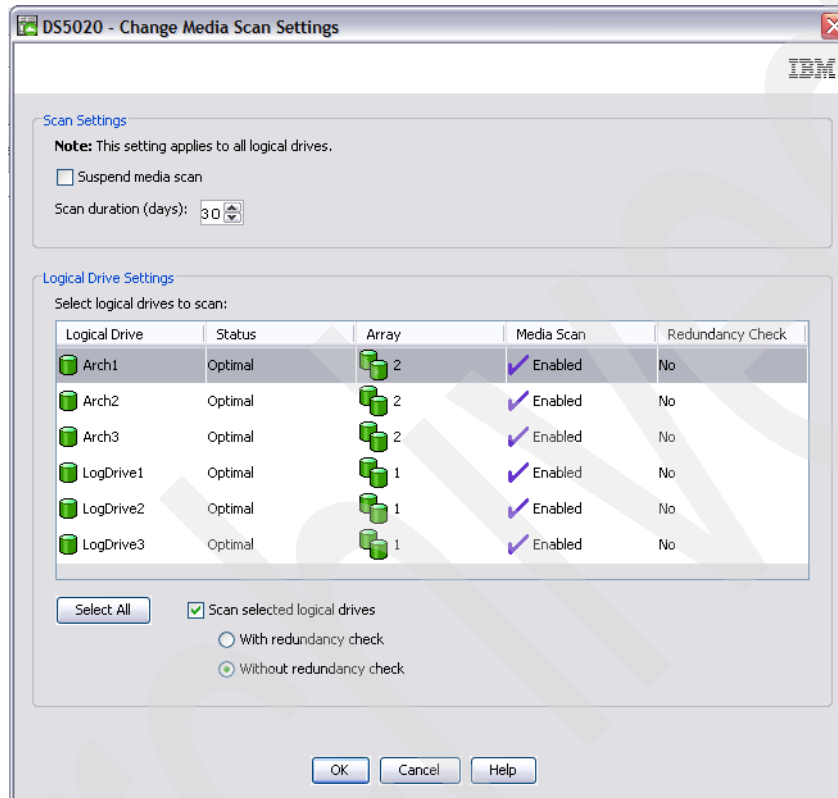 DS5020 - Change Media Scan Settings
IBM
Scan Settings
Note: This setting applies to all logical drives.
Suspend media scan
Scan duration (days): 30
Logical Drive Settings
Select logical drives to scan:
Logical Drive Status Array Media Scan Redundancy Check
Arch1 Optimal 2 Enabled No
Arch2 Optimal 2 Enabled No
Arch3 Optimal 2 Enabled No
LogDrive1 Optimal 1 Enabled No
LogDrive2 Optimal 1 Enabled No
LogDrive3 Optimal 1 Enabled No
Select All Scan selected logical drives
With redundancy check
Without redundancy check
OK Cancel Help